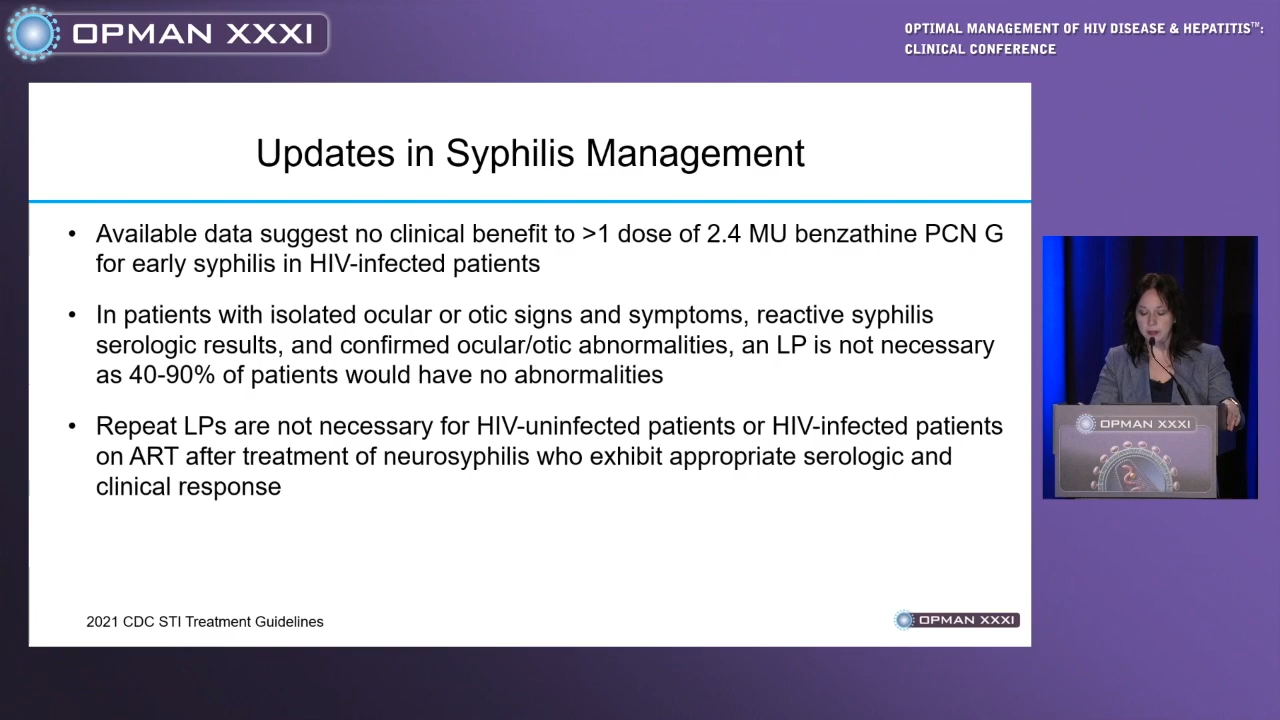 OPMAN XXXI
OPTIMAL MANAGEMENT OF HIV DISEASE & HEPATITIS™:
CLINICAL CONFERENCE
Updates in Syphilis Management
• Available data suggest no clinical benefit to >1 dose of 2.4 MU benzathine PCN G
for early syphilis in HIV-infected patients
• In patients with isolated ocular or otic signs and symptoms, reactive syphilis
serologic results, and confirmed ocular/otic abnormalities, an LP is not necessary
as 40-90% of patients would have no abnormalities
• Repeat LPs are not necessary for HIV-uninfected patients or HIV-infected patients
on ART after treatment of neurosyphilis who exhibit appropriate serologic and
clinical response
2021 CDC STI Treatment Guidelines
OPMAN XXXI
OPMAN XXXI